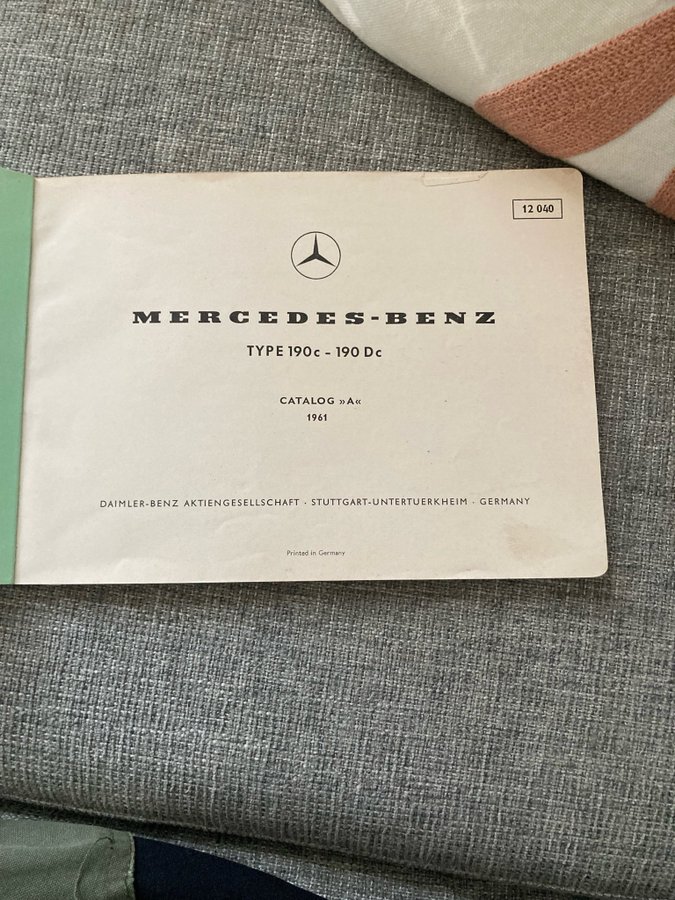 12 040
MERCEDES-BENZ
TYPE 190c - 190 Dc
CATALOG »A«
1961
DAIMLER-BENZ AKTIENGESELLSCHAFT · STUTTGART-UNTERTUERKHEIM · GERMANY
Printed in Germany